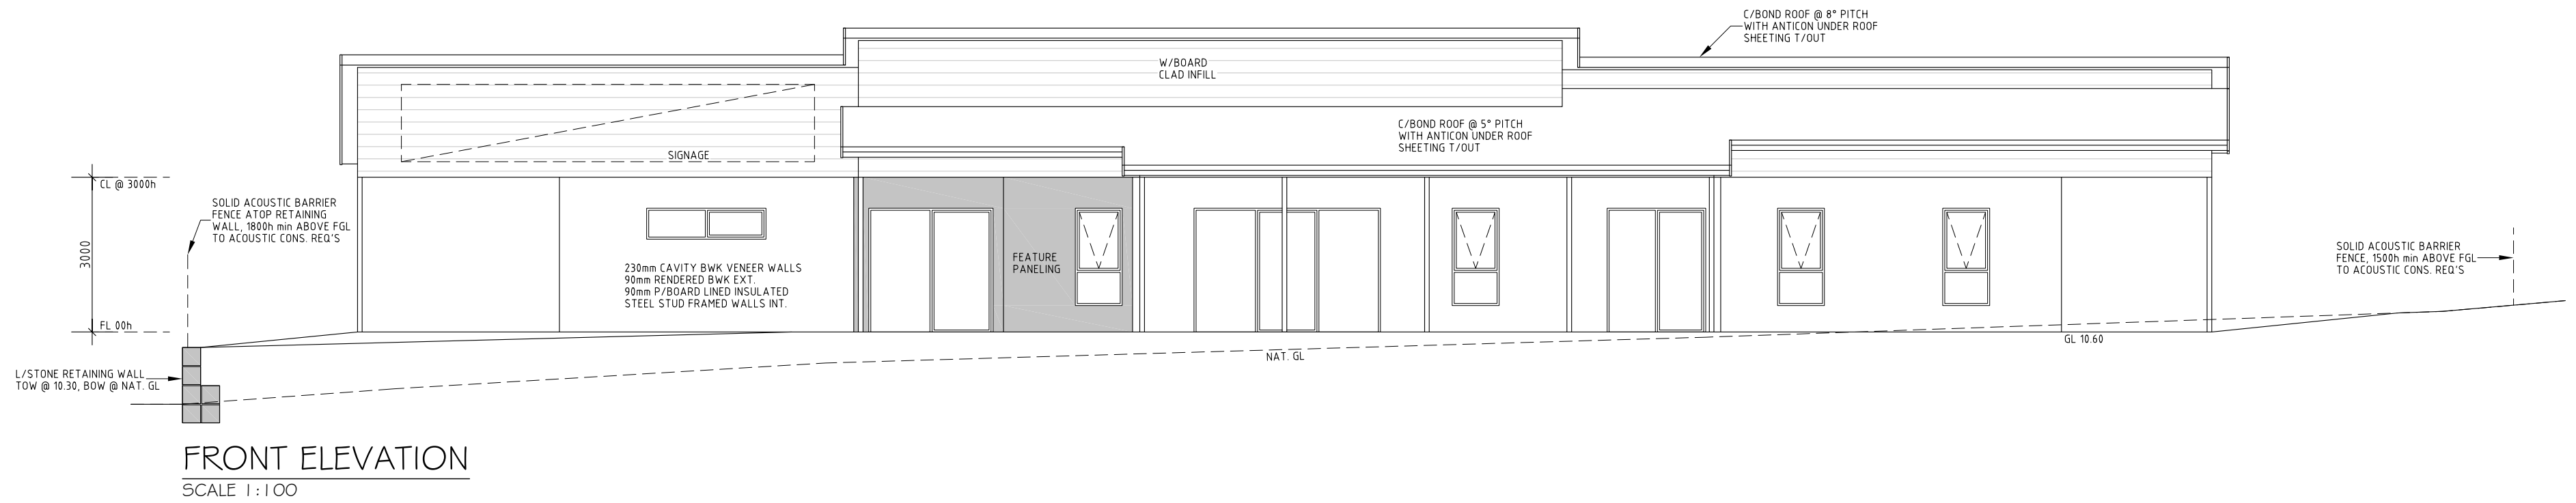 C/BOND ROOF @ 8° PITCH
WITH ANTICON UNDER ROOF
SHEETING T/OUT
W/BOARD
CLAD INFILL
C/BOND ROOF @ 5° PITCH
WITH ANTICON UNDER ROOF
SHEETING T/OUT
SIGNAGE
CL @ 3000h
SOLID ACOUSTIC BARRIER
FENCE ATOP RETAINING
WALL, 1800h min ABOVE FGL
TO ACOUSTIC CONS. REQ'S
3000
FEATURE
PANELING
230mm CAVITY BWK VENEER WALLS
90mm RENDERED BWK EXT.
90mm P/BOARD LINED INSULATED
STEEL STUD FRAMED WALLS INT.
SOLID ACOUSTIC BARRIER
FENCE, 1500h min ABOVE FGL
TO ACOUSTIC CONS. REQ'S
FL 00h
GL 10.60
NAT. GL
L/STONE RETAINING WALL
TOW @ 10.30, BOW @ NAT. GL
FRONT ELEVATION
SCALE 1:100